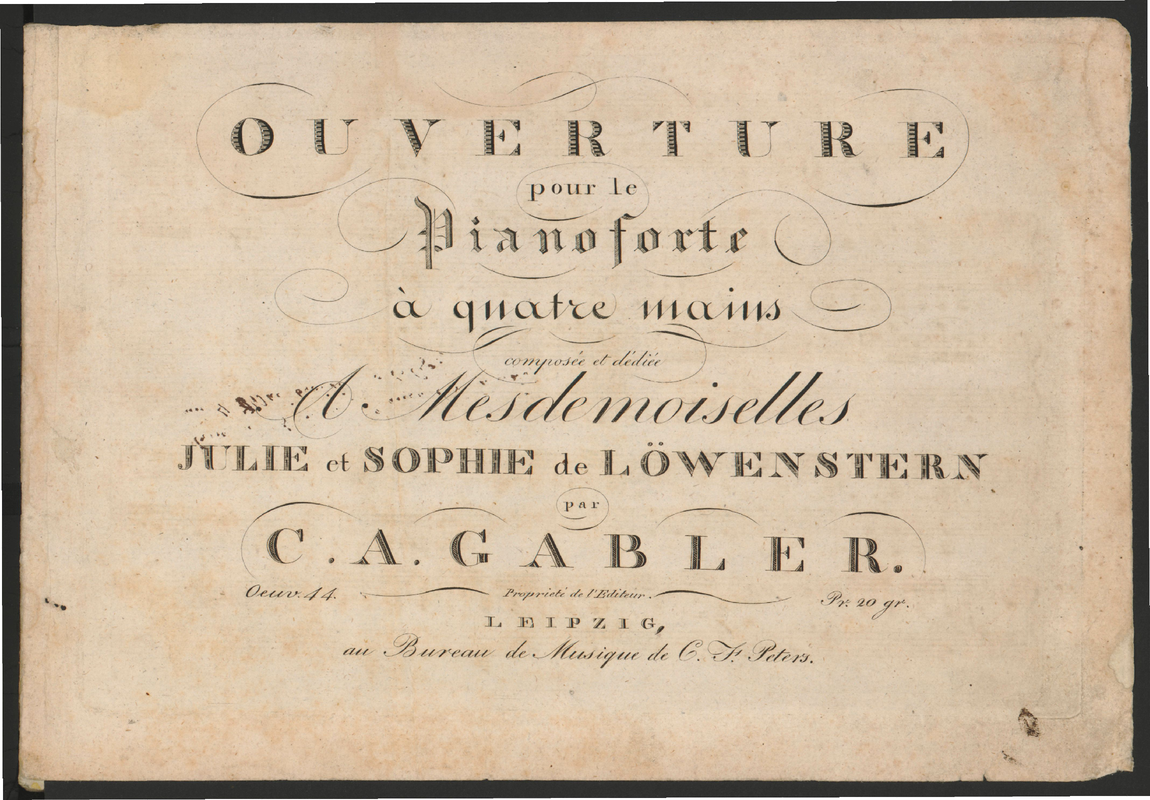 OUVERTURE
pour le
Pianoforte
à quatre mains
composée et dédiée
A Mesdemoiselles
JULIE et SOPHIE de LÖWENSTERN
par
C. A. GABLER.
Oeuv. 44. Proprieté de l'Editeur. Pr. 20 gr.
LEIPZIG,
au Bureau de Musique de C. F. Peters.